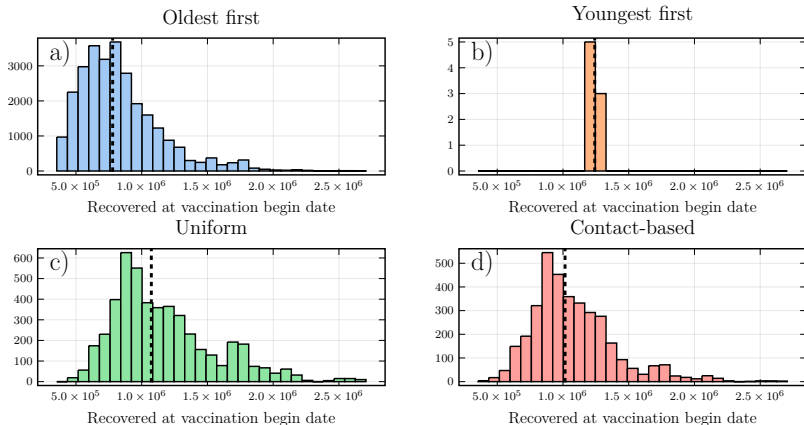 Oldest first
a)
3000
2000
1000
0
5.0 × 10⁵ 1.0 × 10⁶ 1.5 × 10⁶ 2.0 × 10⁶ 2.5 × 10⁶
Recovered at vaccination begin date
Youngest first
b)
5
4
3
2
1
0
5.0 × 10⁵ 1.0 × 10⁶ 1.5 × 10⁶ 2.0 × 10⁶ 2.5 × 10⁶
Recovered at vaccination begin date
Uniform
c)
600
500
400
300
200
100
0
5.0 × 10⁵ 1.0 × 10⁶ 1.5 × 10⁶ 2.0 × 10⁶ 2.5 × 10⁶
Recovered at vaccination begin date
Contact-based
d)
500
400
300
200
100
0
5.0 × 10⁵ 1.0 × 10⁶ 1.5 × 10⁶ 2.0 × 10⁶ 2.5 × 10⁶
Recovered at vaccination begin date